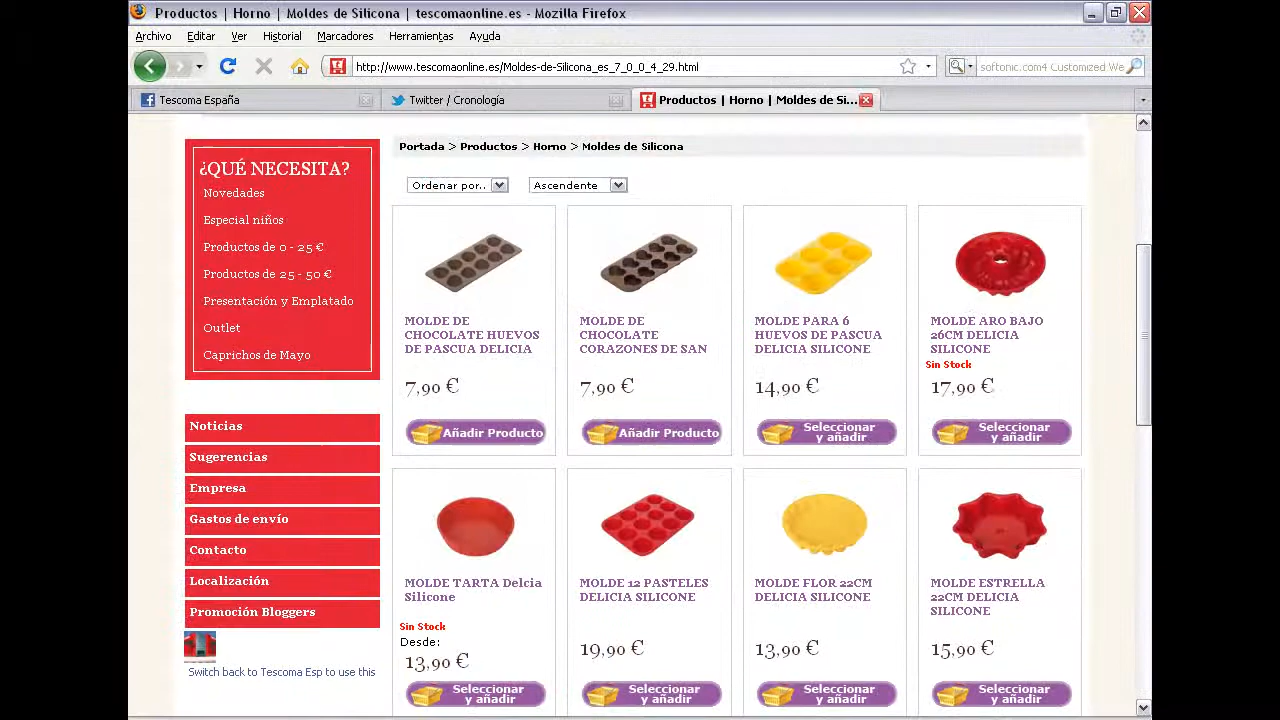 Productos | Horno | Moldes de Silicona | tescomaonline.es - Mozilla Firefox
Archivo Editar Ver Historial Marcadores Herramientas Ayuda
http://www.tescomaonline.es/Moldes-de-Silicona_es_7_0_0_4_29.html
softonic.com4 Customized We
Tescoma España
Twitter / Cronología
Productos | Horno | Moldes de Si...
¿QUÉ NECESITA?
Novedades
Especial niños
Productos de 0 - 25 €
Productos de 25 - 50 €
Presentación y Emplatado
Outlet
Caprichos de Mayo
Noticias
Sugerencias
Empresa
Gastos de envío
Contacto
Localización
Promoción Bloggers
Switch back to Tescoma Esp to use this
Portada > Productos > Horno > Moldes de Silicona
Ordenar por.. Ascendente
MOLDE DE
CHOCOLATE HUEVOS
DE PASCUA DELICIA
7,90 €
Añadir Producto
MOLDE DE
CHOCOLATE
CORAZONES DE SAN
7,90 €
Añadir Producto
MOLDE PARA 6
HUEVOS DE PASCUA
DELICIA SILICONE
14,90 €
Seleccionar
y añadir
MOLDE ARO BAJO
26CM DELICIA
SILICONE
Sin Stock
17,90 €
Seleccionar
y añadir
MOLDE TARTA Delcia
Silicone
Sin Stock
Desde:
13,90 €
Seleccionar
y añadir
MOLDE 12 PASTELES
DELICIA SILICONE
19,90 €
Seleccionar
y añadir
MOLDE FLOR 22CM
DELICIA SILICONE
13,90 €
Seleccionar
y añadir
MOLDE ESTRELLA
22CM DELICIA
SILICONE
15,90 €
Seleccionar
y añadir